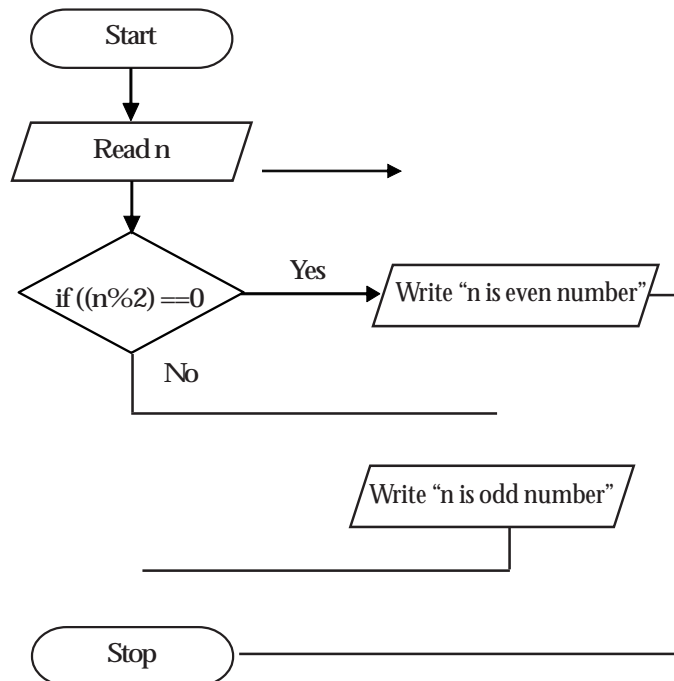 Start
Read n
if ((n%2) ==0
Yes
Write “n is even number”
No
Write “n is odd number”
Stop